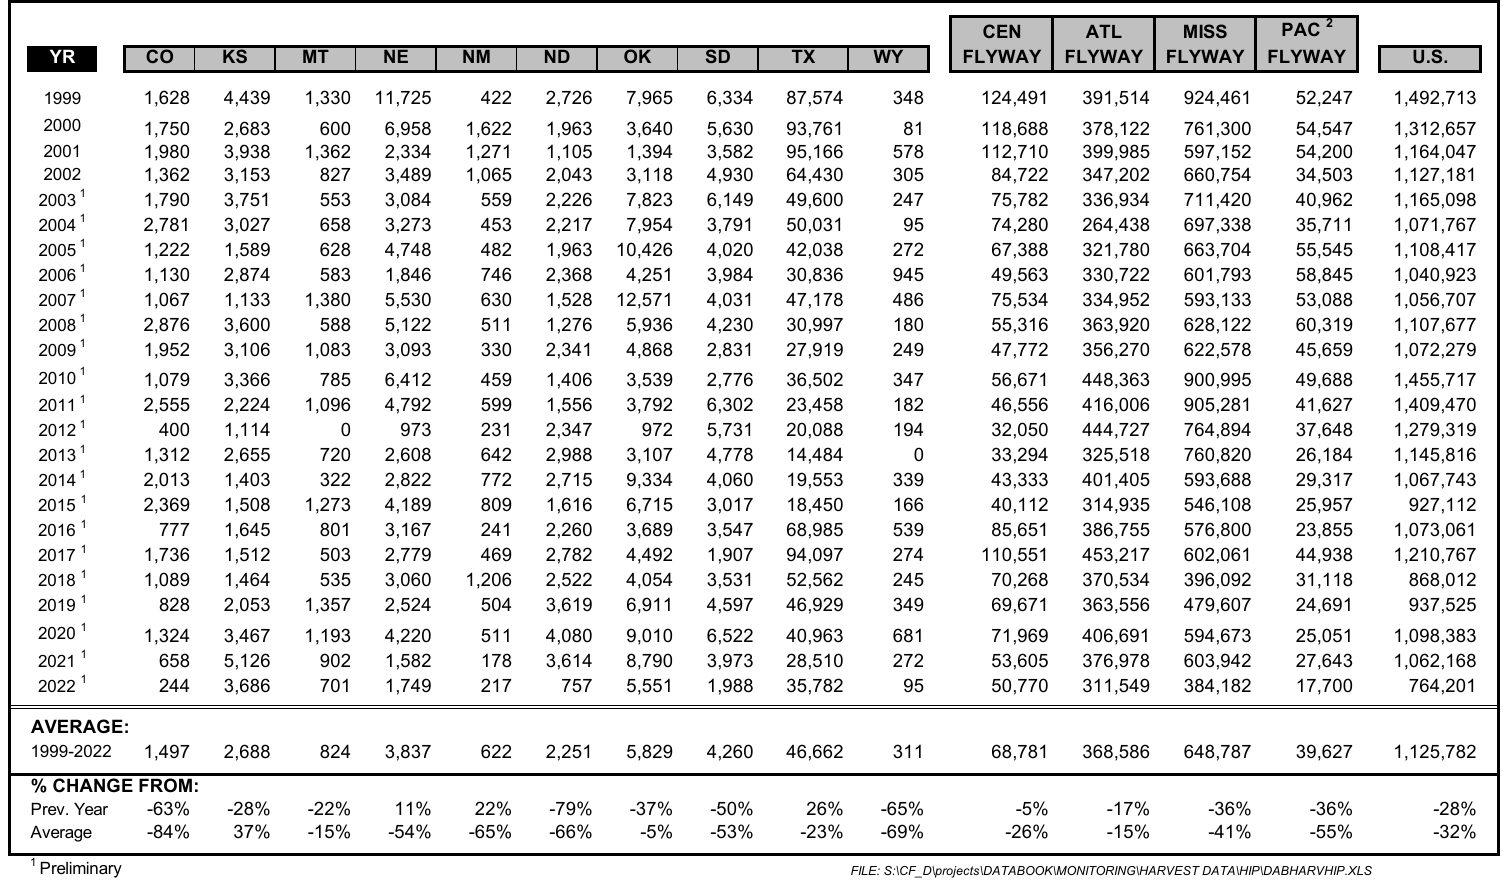 CEN ATL MISS PAC 2
YR CO KS MT NE NM ND OK SD TX WY FLYWAY FLYWAY FLYWAY FLYWAY U.S.
1999 1,628 4,439 1,330 11,725 422 2,726 7,965 6,334 87,574 348 124,491 391,514 924,461 52,247 1,492,713
2000 1,750 2,683 600 6,958 1,622 1,963 3,640 5,630 93,761 81 118,688 378,122 761,300 54,547 1,312,657
2001 1,980 3,938 1,362 2,334 1,271 1,105 1,394 3,582 95,166 578 112,710 399,985 597,152 54,200 1,164,047
2002 1,362 3,153 827 3,489 1,065 2,043 3,118 4,930 64,430 305 84,722 347,202 660,754 34,503 1,127,181
2003 1 1,790 3,751 553 3,084 559 2,226 7,823 6,149 49,600 247 75,782 336,934 711,420 40,962 1,165,098
2004 1 2,781 3,027 658 3,273 453 2,217 7,954 3,791 50,031 95 74,280 264,438 697,338 35,711 1,071,767
2005 1 1,222 1,589 628 4,748 482 1,963 10,426 4,020 42,038 272 67,388 321,780 663,704 55,545 1,108,417
2006 1 1,130 2,874 583 1,846 746 2,368 4,251 3,984 30,836 945 49,563 330,722 601,793 58,845 1,040,923
2007 1 1,067 1,133 1,380 5,530 630 1,528 12,571 4,031 47,178 486 75,534 334,952 593,133 53,088 1,056,707
2008 1 2,876 3,600 588 5,122 511 1,276 5,936 4,230 30,997 180 55,316 363,920 628,122 60,319 1,107,677
2009 1 1,952 3,106 1,083 3,093 330 2,341 4,868 2,831 27,919 249 47,772 356,270 622,578 45,659 1,072,279
2010 1 1,079 3,366 785 6,412 459 1,406 3,539 2,776 36,502 347 56,671 448,363 900,995 49,688 1,455,717
2011 1 2,555 2,224 1,096 4,792 599 1,556 3,792 6,302 23,458 182 46,556 416,006 905,281 41,627 1,409,470
2012 1 400 1,114 0 973 231 2,347 972 5,731 20,088 194 32,050 444,727 764,894 37,648 1,279,319
2013 1 1,312 2,655 720 2,608 642 2,988 3,107 4,778 14,484 0 33,294 325,518 760,820 26,184 1,145,816
2014 1 2,013 1,403 322 2,822 772 2,715 9,334 4,060 19,553 339 43,333 401,405 593,688 29,317 1,067,743
2015 1 2,369 1,508 1,273 4,189 809 1,616 6,715 3,017 18,450 166 40,112 314,935 546,108 25,957 927,112
2016 1 777 1,645 801 3,167 241 2,260 3,689 3,547 68,985 539 85,651 386,755 576,800 23,855 1,073,061
2017 1 1,736 1,512 503 2,779 469 2,782 4,492 1,907 94,097 274 110,551 453,217 602,061 44,938 1,210,767
2018 1 1,089 1,464 535 3,060 1,206 2,522 4,054 3,531 52,562 245 70,268 370,534 396,092 31,118 868,012
2019 1 828 2,053 1,357 2,524 504 3,619 6,911 4,597 46,929 349 69,671 363,556 479,607 24,691 937,525
2020 1 1,324 3,467 1,193 4,220 511 4,080 9,010 6,522 40,963 681 71,969 406,691 594,673 25,051 1,098,383
2021 1 658 5,126 902 1,582 178 3,614 8,790 3,973 28,510 272 53,605 376,978 603,942 27,643 1,062,168
2022 1 244 3,686 701 1,749 217 757 5,551 1,988 35,782 95 50,770 311,549 384,182 17,700 764,201
AVERAGE:
1999-2022 1,497 2,688 824 3,837 622 2,251 5,829 4,260 46,662 311 68,781 368,586 648,787 39,627 1,125,782
% CHANGE FROM:
Prev. Year -63% -28% -22% 11% 22% -79% -37% -50% 26% -65% -5% -17% -36% -36% -28%
Average -84% 37% -15% -54% -65% -66% -5% -53% -23% -69% -26% -15% -41% -55% -32%
1 Preliminary FILE: S:\CF_D\projects\DATABOOK\MONITORING\HARVEST DATA\HIP\DABHARVHIP.XLS